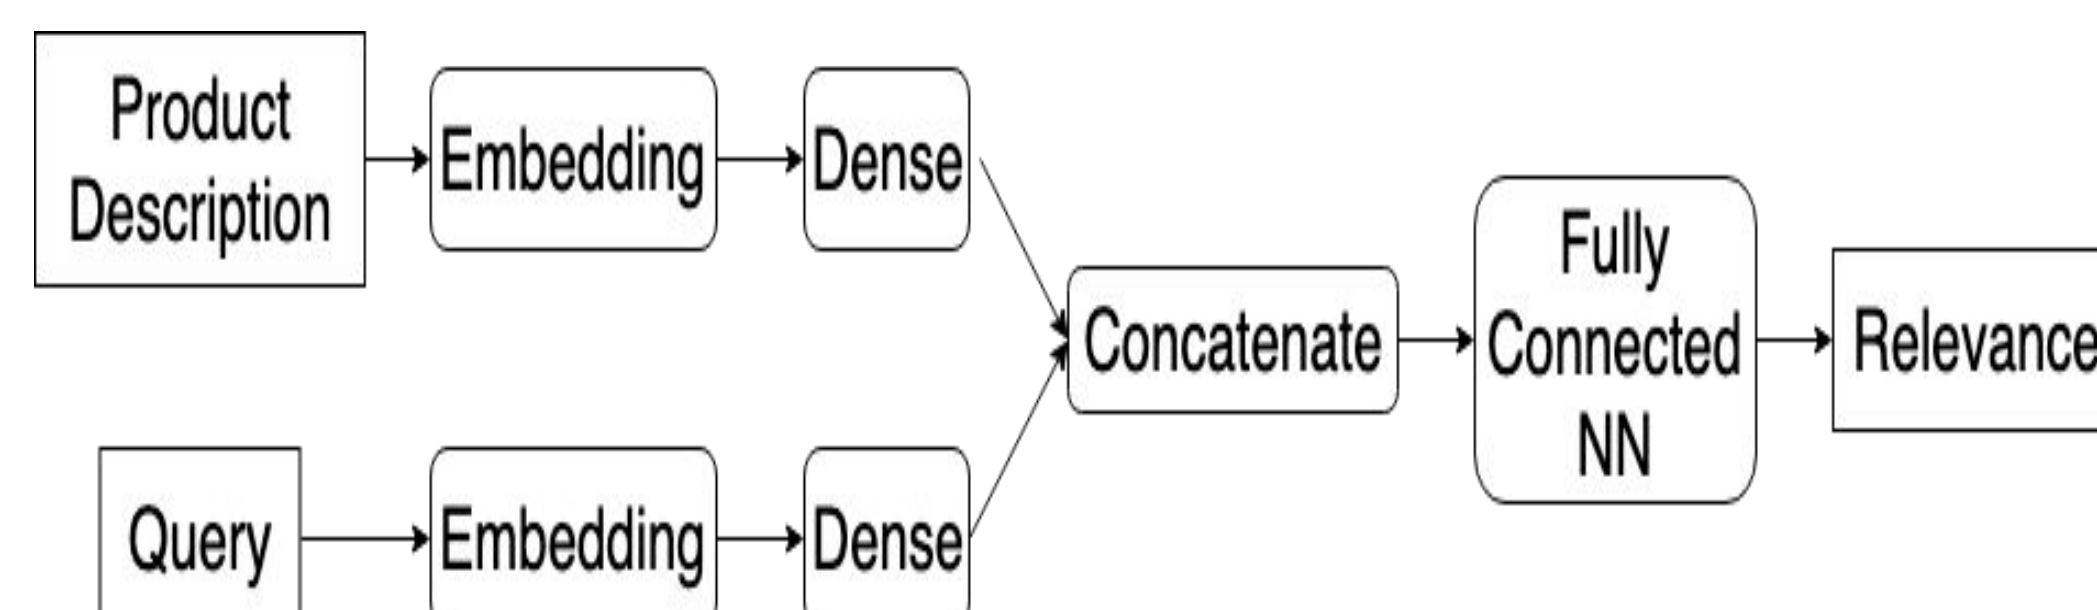 Product
Description
Embedding
Dense
Concatenate
Fully
Connected
NN
Relevance
Query
Embedding
Dense